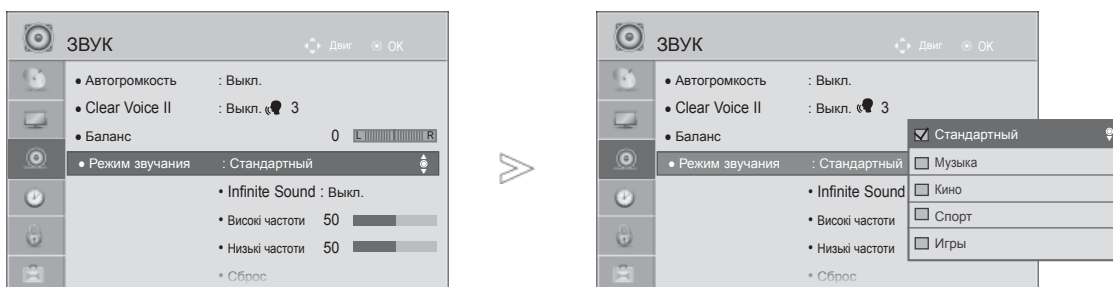 ЗВУК Двиг ОК
• Автогромкость : Выкл.
• Clear Voice II : Выкл. 3
• Баланс 0 L R
• Режим звучания : Стандартный
• Infinite Sound : Выкл.
• Високі частоти 50
• Низькі частоти 50
• Сброс
ЗВУК Двиг ОК
• Автогромкость : Выкл.
• Clear Voice II : Выкл. 3
• Баланс
• Режим звучания : Стандартный
• Infinite Sound
• Високі частоти
• Низькі частоти
• Сброс
Стандартный
Музыка
Кино
Спорт
Игры